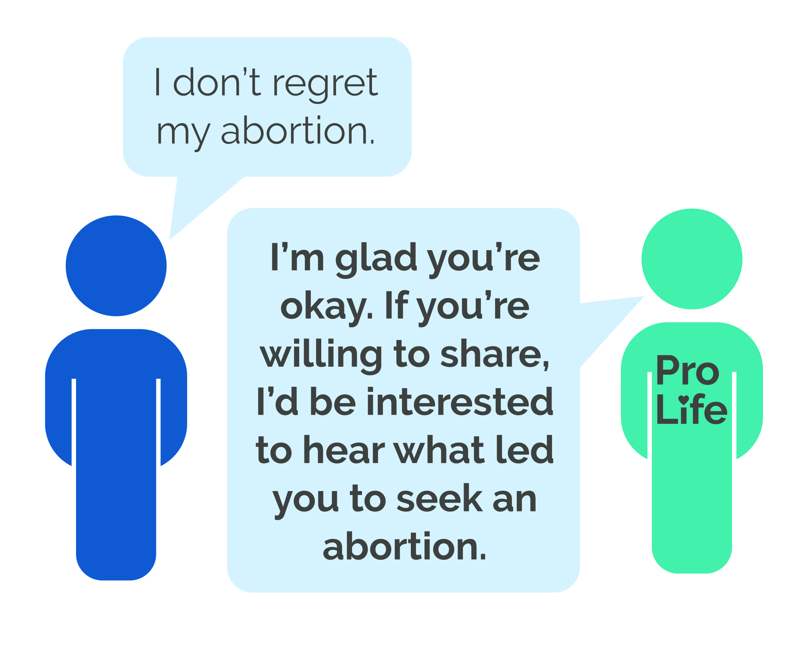 I don’t regret
my abortion.
I’m glad you’re
okay. If you’re
willing to share,
I’d be interested
to hear what led
you to seek an
abortion.
Pro
Life